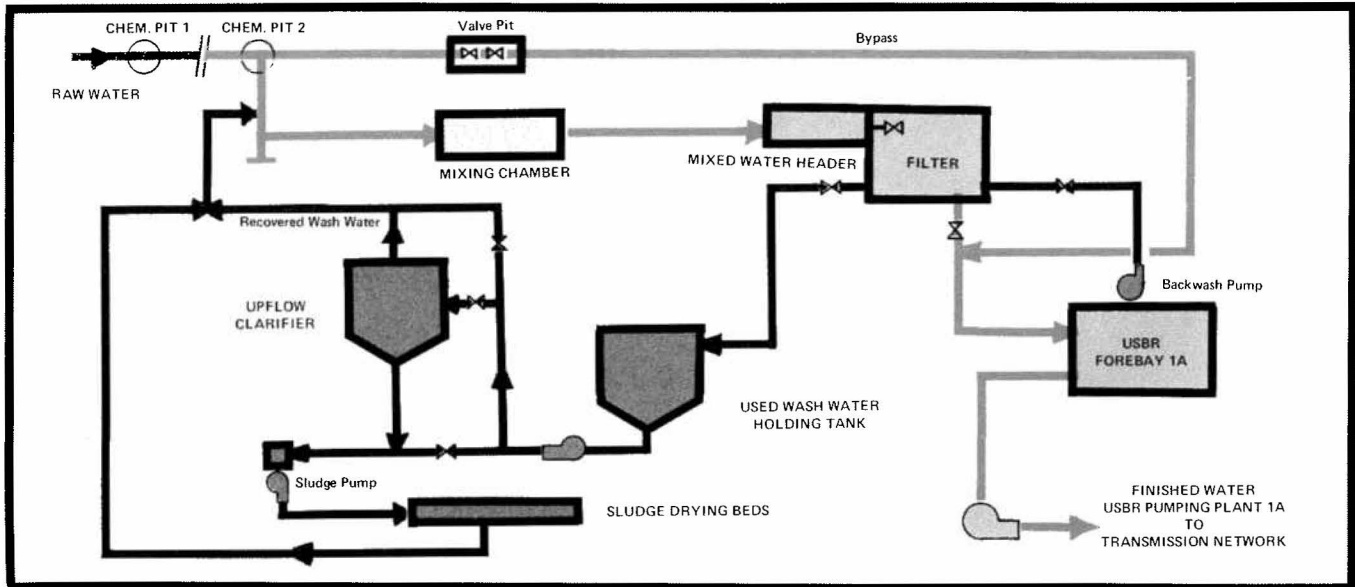 CHEM. PIT 1
CHEM. PIT 2
Valve Pit
Bypass
RAW WATER
MIXING CHAMBER
MIXED WATER HEADER
FILTER
Recovered Wash Water
UPFLOW
CLARIFIER
Backwash Pump
USBR
FOREBAY 1A
USED WASH WATER
HOLDING TANK
Sludge Pump
SLUDGE DRYING BEDS
FINISHED WATER
USBR PUMPING PLANT 1A
TO
TRANSMISSION NETWORK